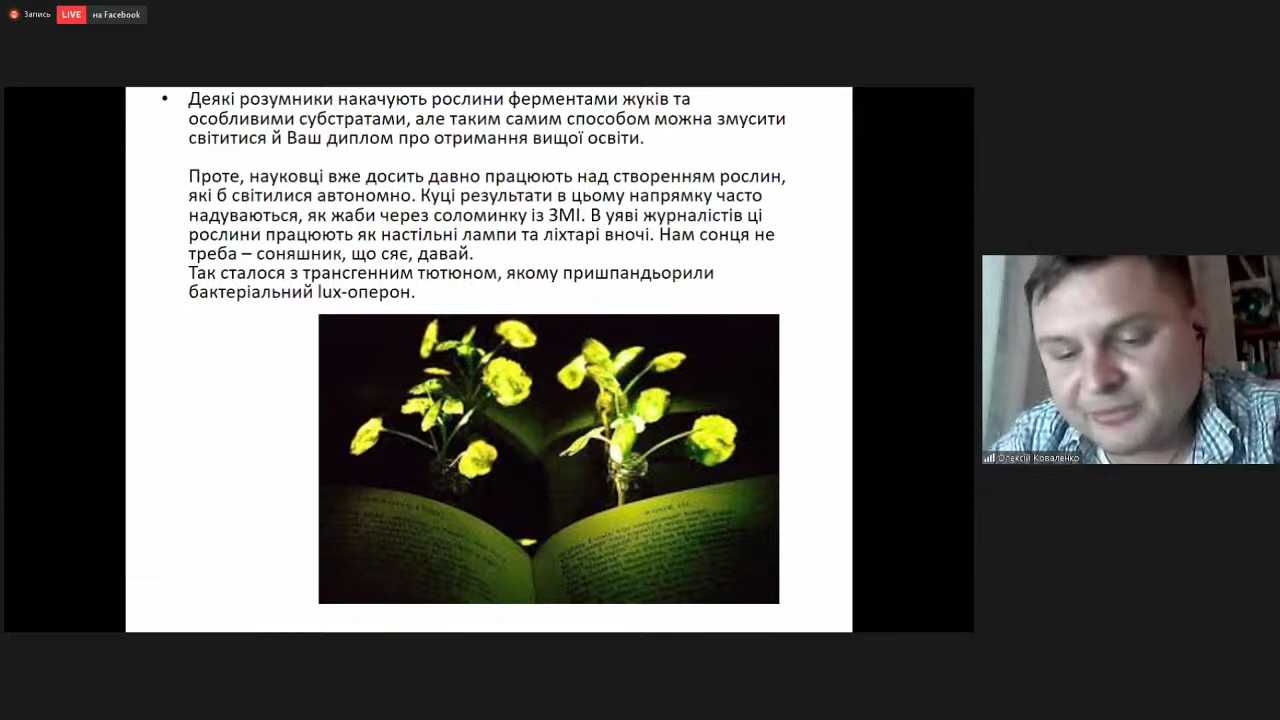 Запись
LIVE на Facebook
Деякі розумники накачують рослини ферментами жуків та
особливими субстратами, але таким самим способом можна змусити
світитися й Ваш диплом про отримання вищої освіти.
Проте, науковці вже досить давно працюють над створенням рослин,
які б світилися автономно. Куці результати в цьому напрямку часто
надуваються, як жаби через соломинку із ЗМІ. В уяві журналістів ці
рослини працюють як настільні лампи та ліхтарі вночі. Нам сонця не
треба – соняшник, що сяє, давай.
Так сталося з трансгенним тютюном, якому пришпандьорили
бактеріальний lux-оперон.
Олексій Коваленко